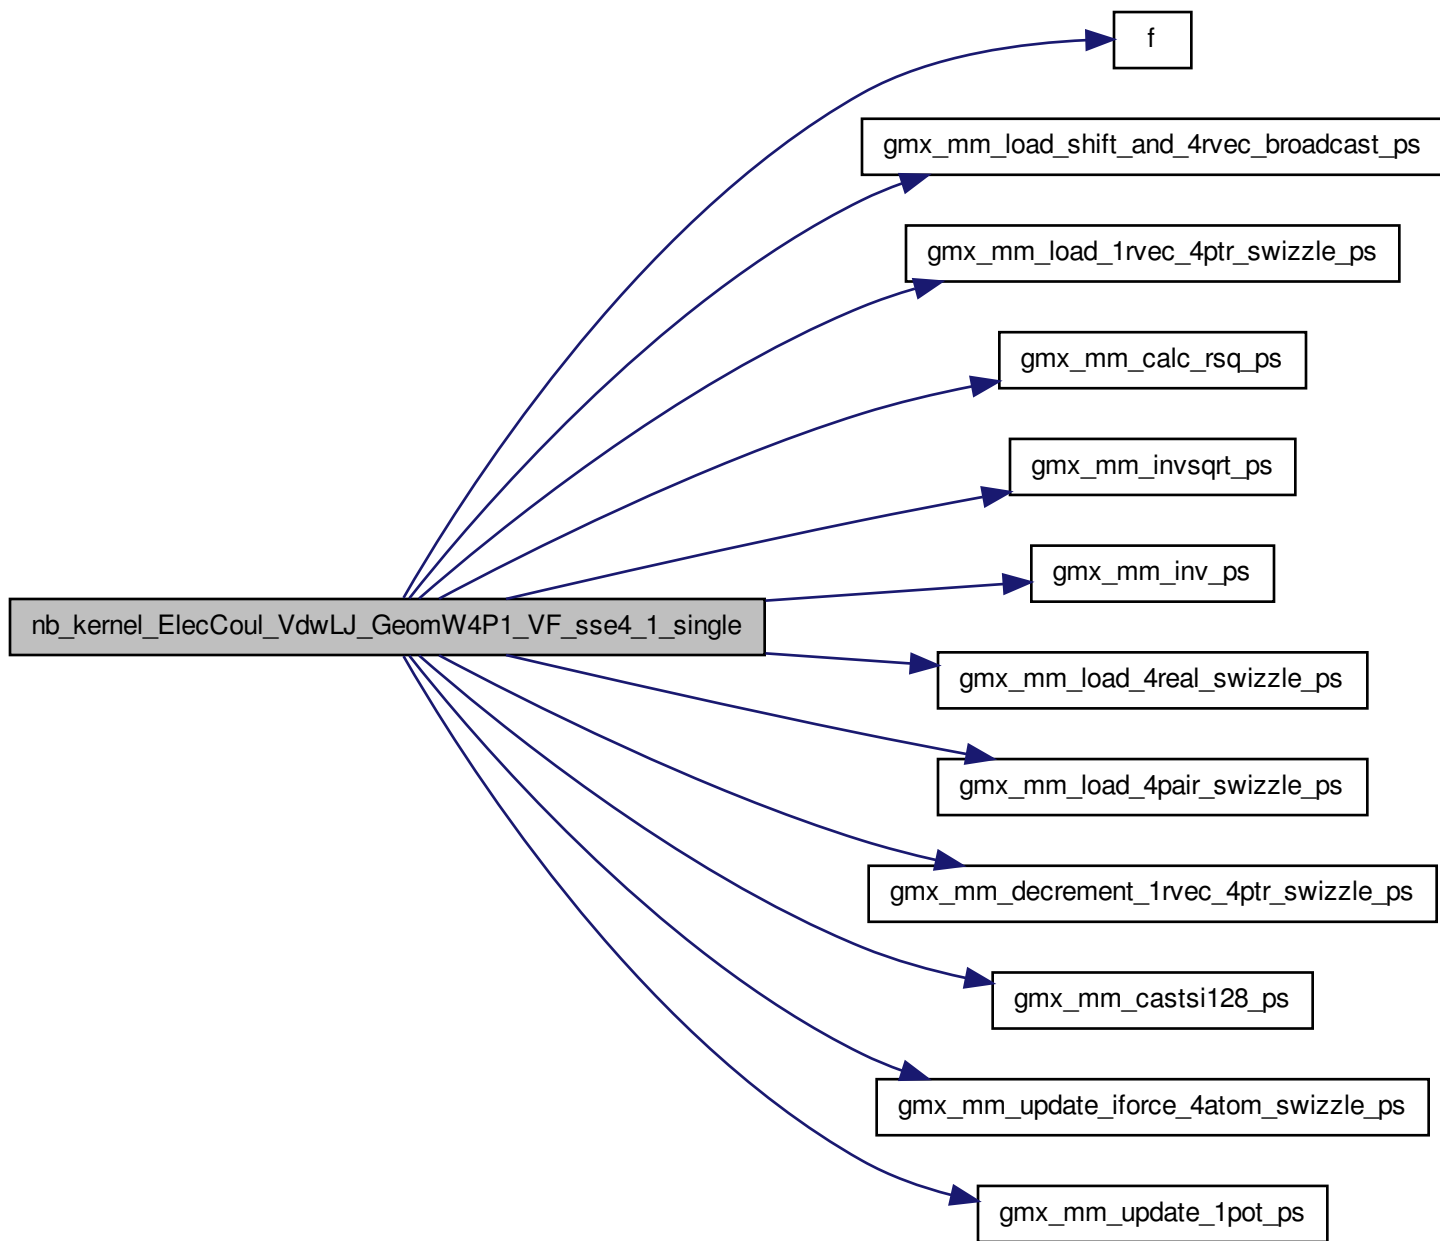 f
gmx_mm_load_shift_and_4rvec_broadcast_ps
gmx_mm_load_1rvec_4ptr_swizzle_ps
gmx_mm_calc_rsq_ps
gmx_mm_invsqrt_ps
gmx_mm_inv_ps
nb_kernel_ElecCoul_VdwLJ_GeomW4P1_VF_sse4_1_single
gmx_mm_load_4real_swizzle_ps
gmx_mm_load_4pair_swizzle_ps
gmx_mm_decrement_1rvec_4ptr_swizzle_ps
gmx_mm_castsi128_ps
gmx_mm_update_iforce_4atom_swizzle_ps
gmx_mm_update_1pot_ps